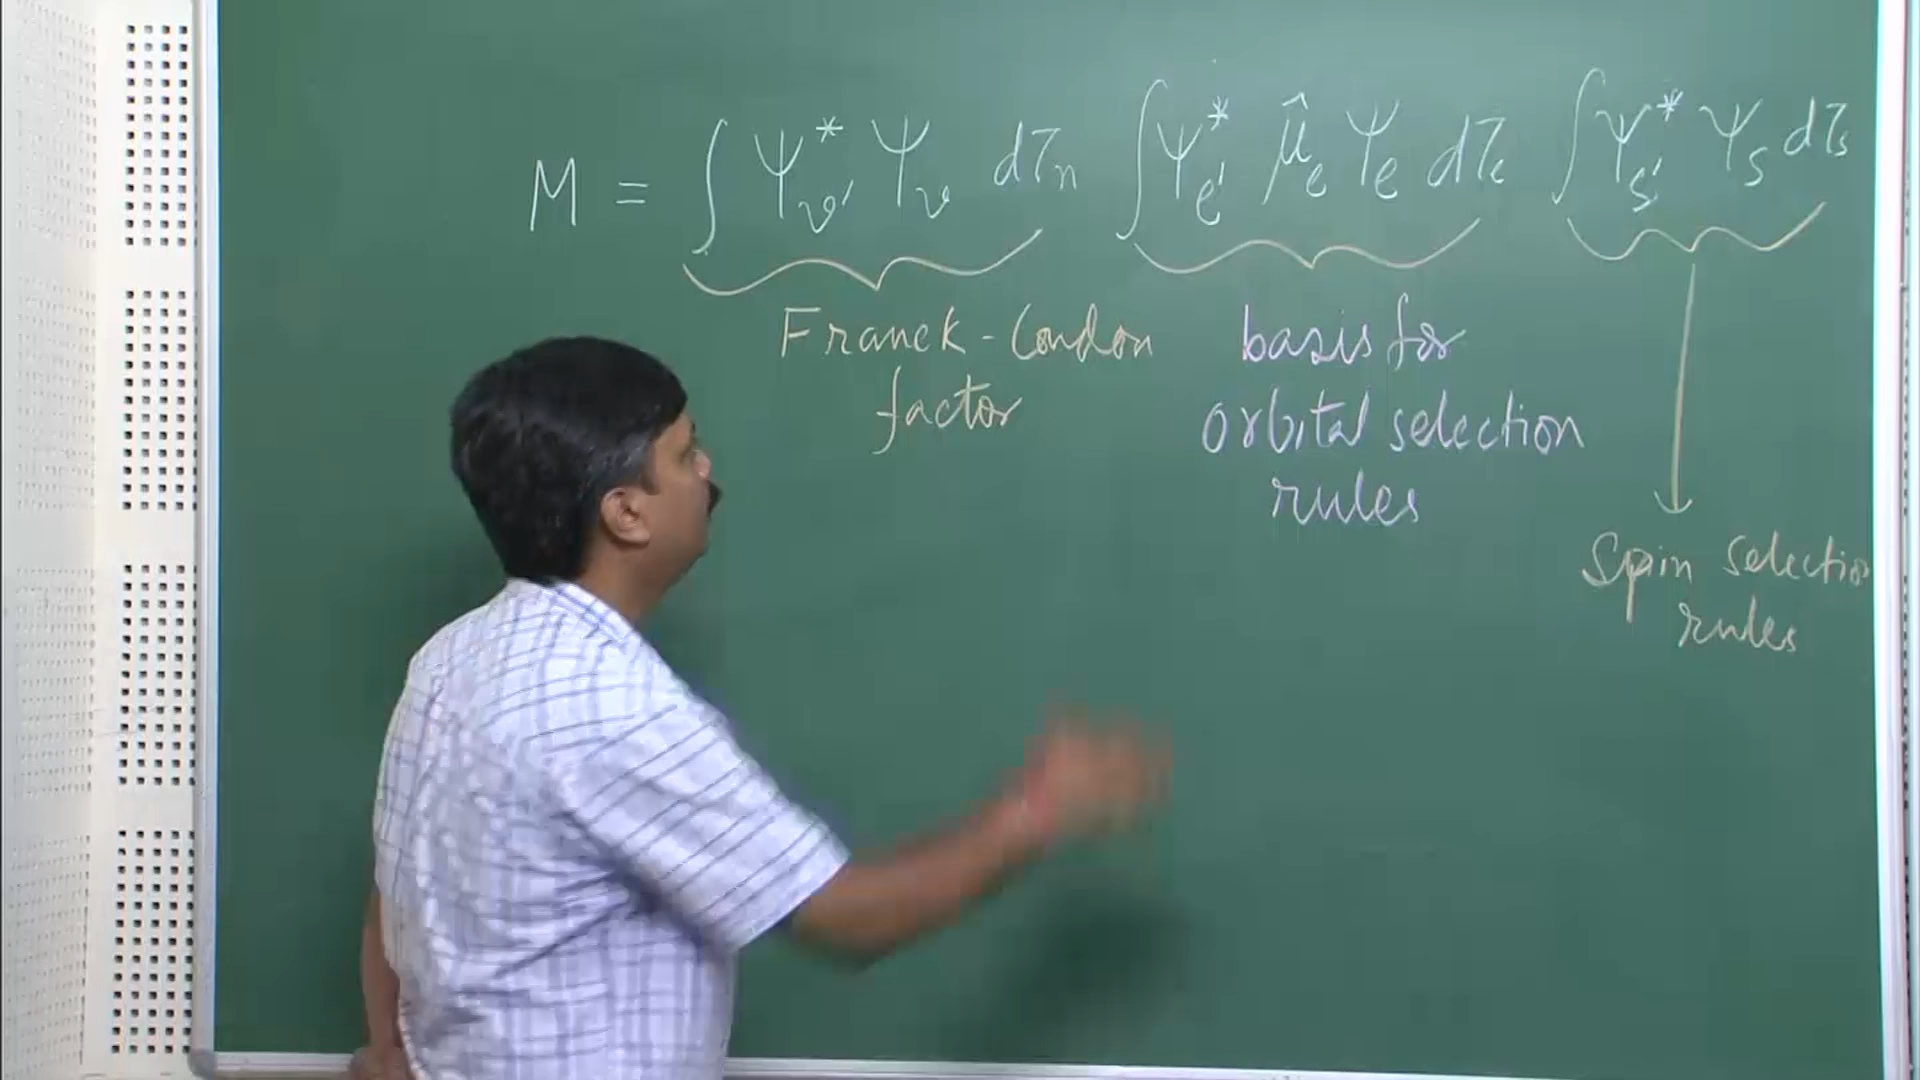 M = ∫ Ψ*ᵥ′ Ψᵥ dτₙ ∫ Ψ*ₑ′ μ̂ₑ Ψₑ dτₑ ∫ Ψ*ₛ′ Ψₛ dτₛ
Franck-Condon
factor
basis for
orbital selection
rules
Spin selection
rules